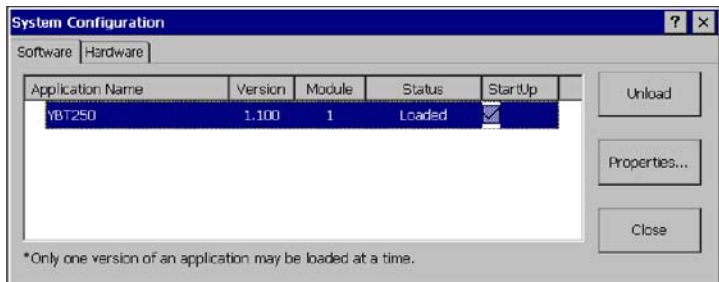 System Configuration ? ×
Software Hardware
Application Name Version Module Status StartUp
YBT250 1.100 1 Loaded
Unload
Properties...
Close
*Only one version of an application may be loaded at a time.